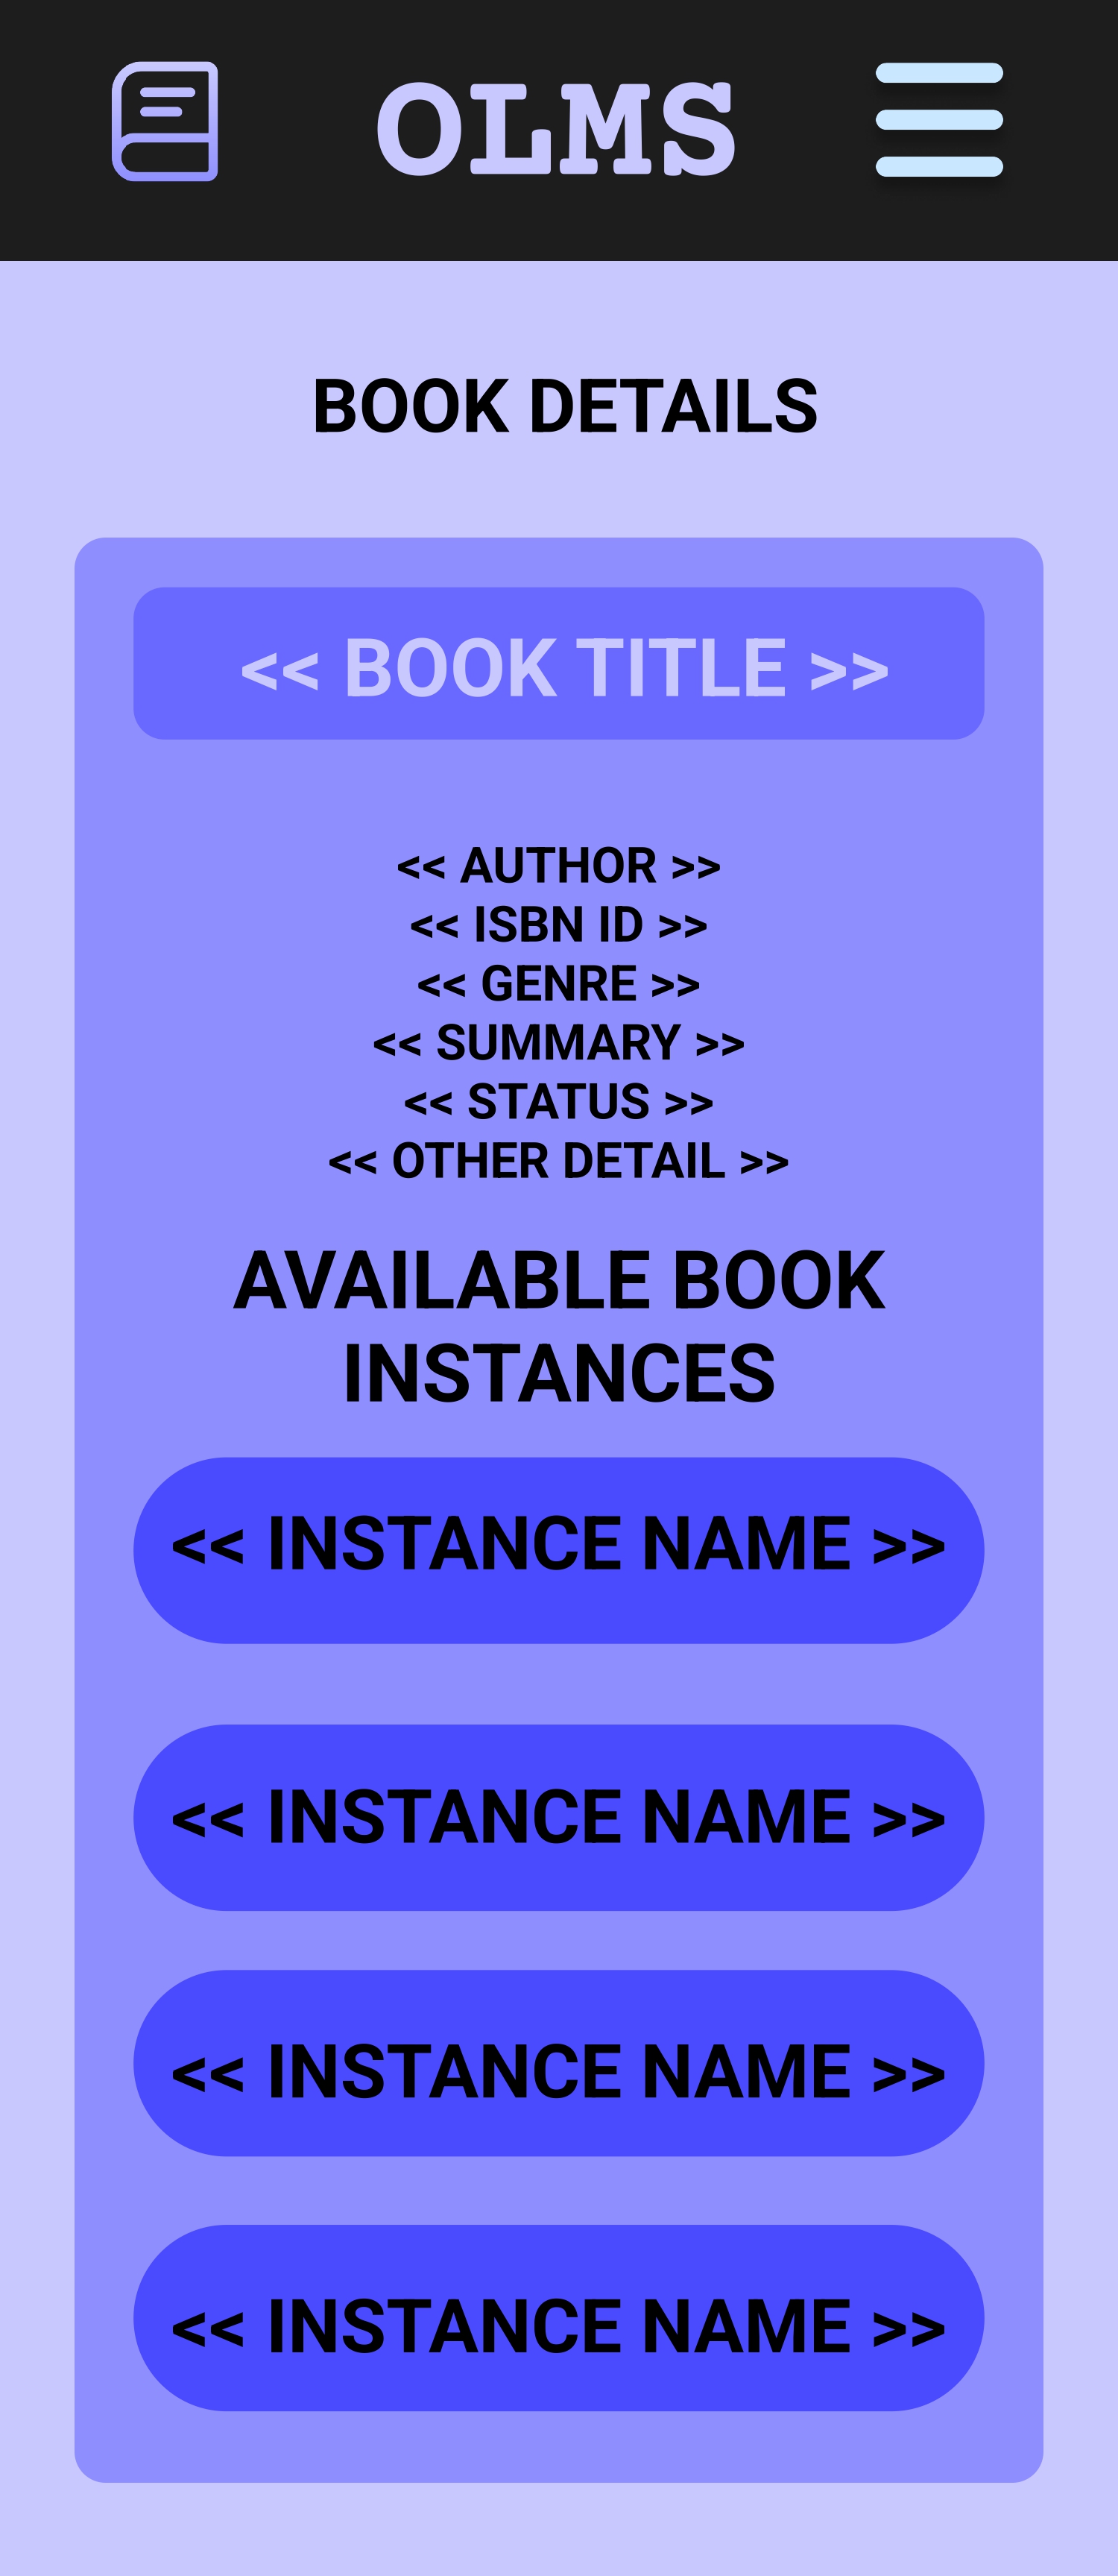 OLMS
BOOK DETAILS
<< BOOK TITLE >>
<< AUTHOR >>
<< ISBN ID >>
<< GENRE >>
<< SUMMARY >>
<< STATUS >>
<< OTHER DETAIL >>
AVAILABLE BOOK
INSTANCES
<< INSTANCE NAME >>
<< INSTANCE NAME >>
<< INSTANCE NAME >>
<< INSTANCE NAME >>